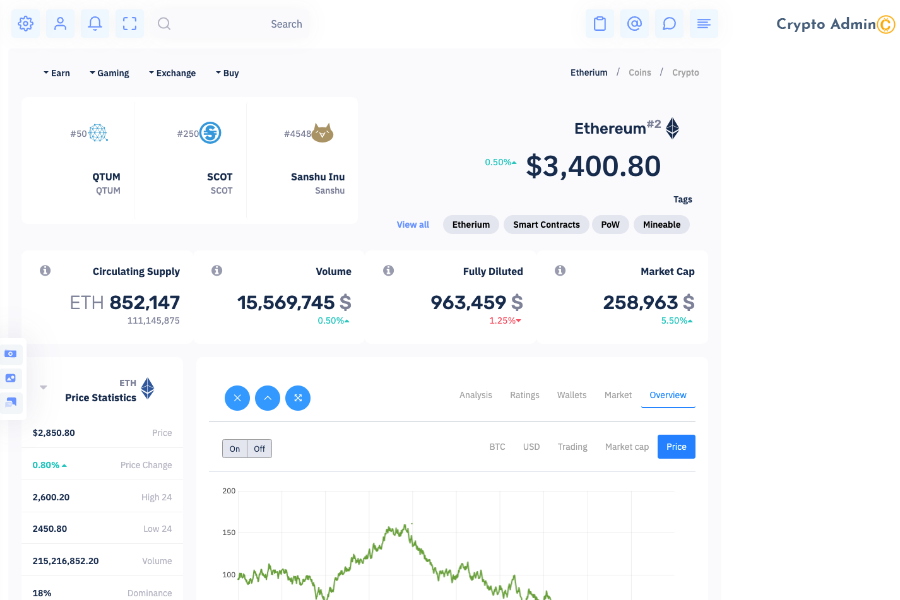 Search
Crypto Admin
Earn
Gaming
Exchange
Buy
Etherium / Coins / Crypto
#50
QTUM
QTUM
#250
SCOT
SCOT
#4548
Sanshu Inu
Sanshu
Ethereum#2
0.50%
$3,400.80
Tags
View all
Etherium
Smart Contracts
PoW
Mineable
Circulating Supply
ETH 852,147
111,145,875
Volume
15,569,745 $
0.50%
Fully Diluted
963,459 $
1.25%
Market Cap
258,963 $
5.50%
ETH
Price Statistics
$2,850.80 Price
0.80% Price Change
2,600.20 High 24
2450.80 Low 24
215,216,852.20 Volume
18% Dominance
Analysis
Ratings
Wallets
Market
Overview
On Off
BTC
USD
Trading
Market cap
Price
200
150
100